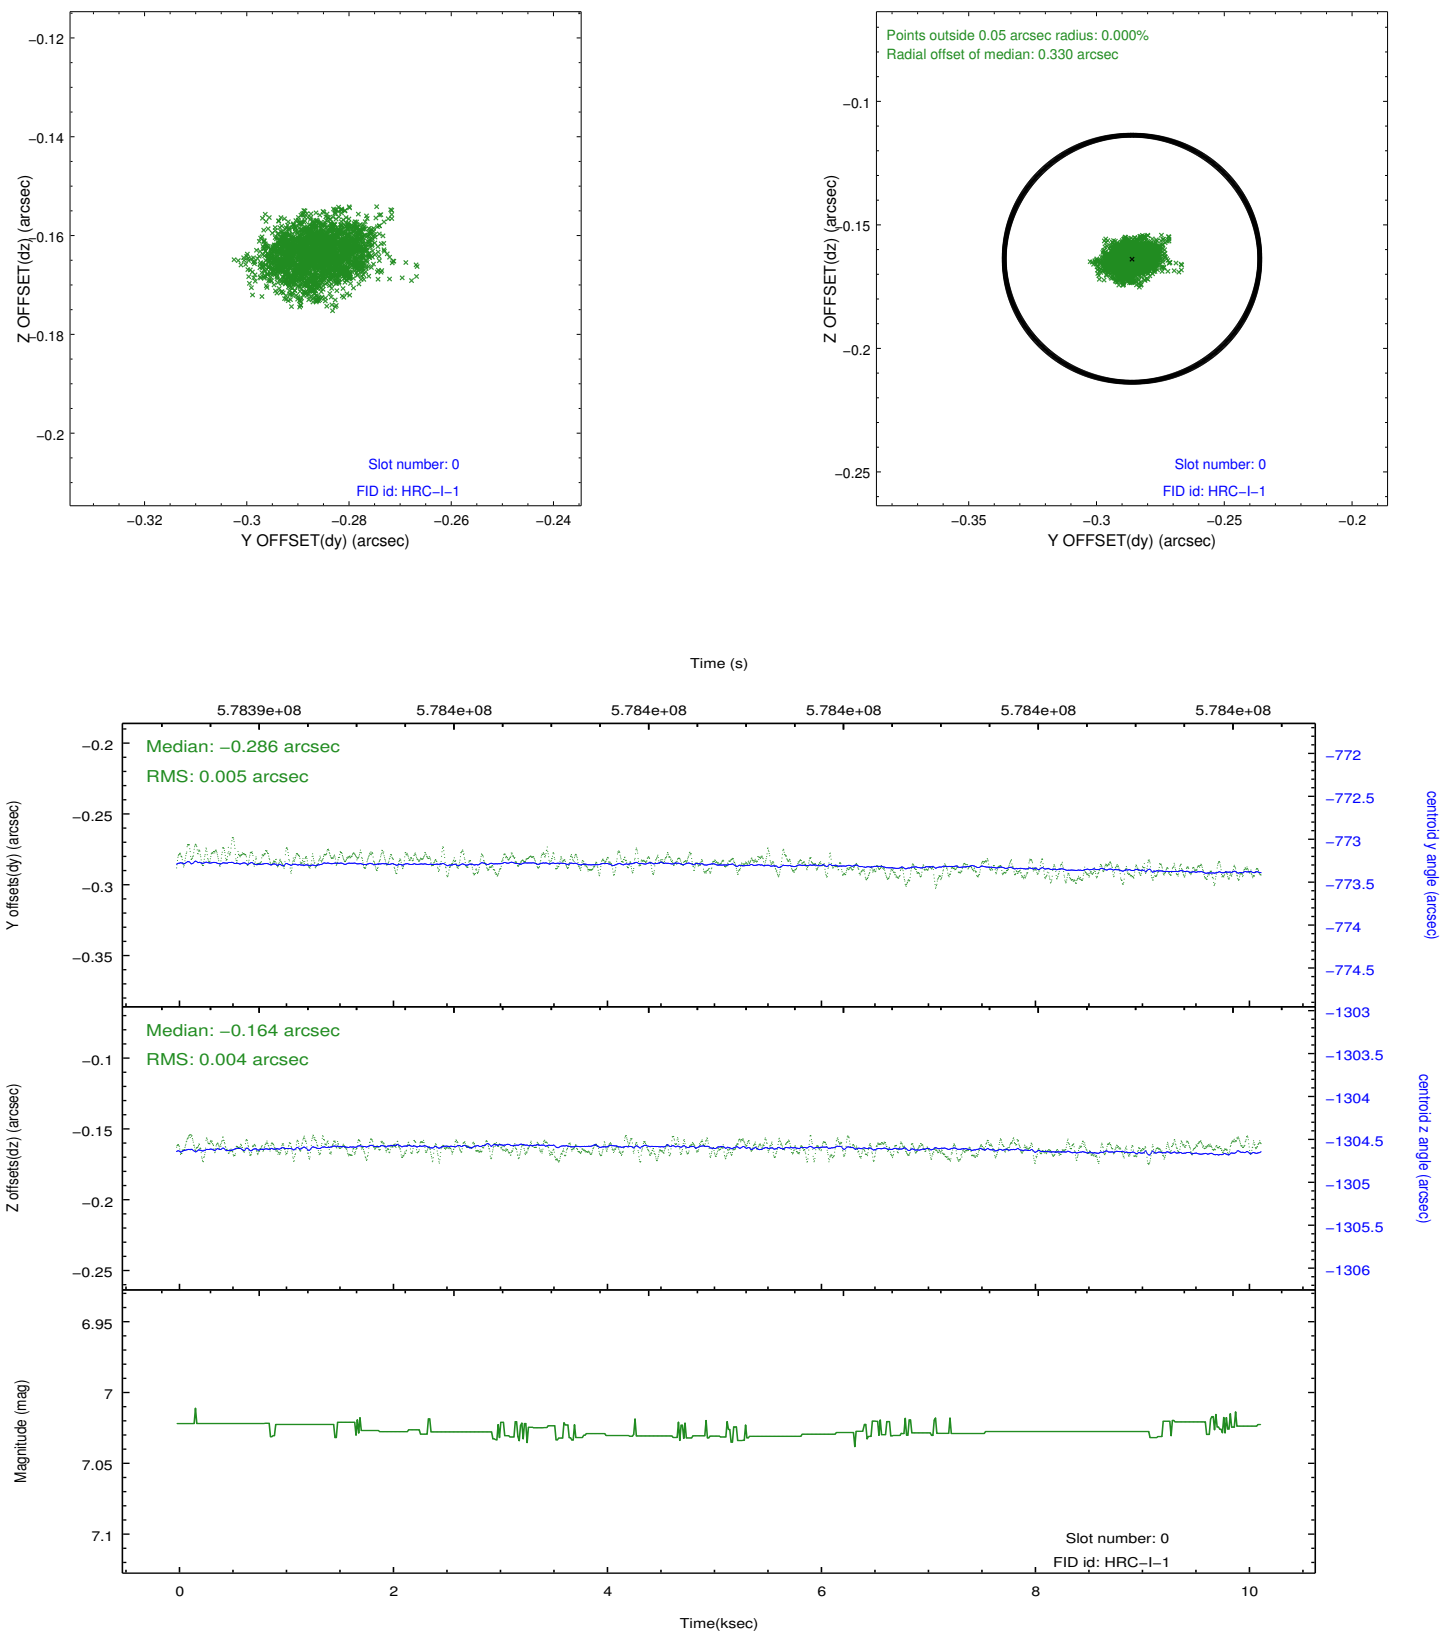 −0.12
−0.14
−0.16
−0.18
−0.2
Z OFFSET(dz) (arcsec)
Slot number: 0
FID id: HRC−I−1
−0.32
−0.3
−0.28
−0.26
−0.24
Y OFFSET(dy) (arcsec)
Points outside 0.05 arcsec radius: 0.000%
Radial offset of median: 0.330 arcsec
−0.1
−0.15
−0.2
−0.25
Z OFFSET(dz) (arcsec)
Slot number: 0
FID id: HRC−I−1
−0.35
−0.3
−0.25
−0.2
Y OFFSET(dy) (arcsec)
Time (s)
5.7839e+08
5.784e+08
5.784e+08
5.784e+08
5.784e+08
5.784e+08
Median: −0.286 arcsec
RMS: 0.005 arcsec
−0.2
−0.25
−0.3
−0.35
Y offsets(dy) (arcsec)
−772
−772.5
−773
−773.5
−774
−774.5
centroid y angle (arcsec)
Median: −0.164 arcsec
RMS: 0.004 arcsec
−0.1
−0.15
−0.2
−0.25
Z offsets(dz) (arcsec)
−1303
−1303.5
−1304
−1304.5
−1305
−1305.5
−1306
centroid z angle (arcsec)
6.95
7
7.05
7.1
Magnitude (mag)
Slot number: 0
FID id: HRC−I−1
0
2
4
6
8
10
Time(ksec)